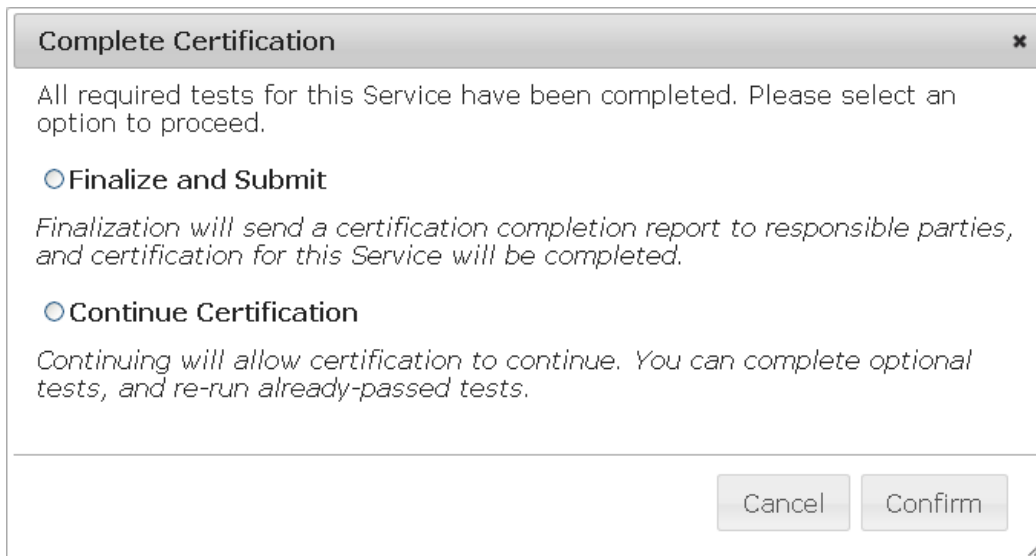 Complete Certification
All required tests for this Service have been completed. Please select an
option to proceed.
Finalize and Submit
Finalization will send a certification completion report to responsible parties,
and certification for this Service will be completed.
Continue Certification
Continuing will allow certification to continue. You can complete optional
tests, and re-run already-passed tests.
Cancel Confirm